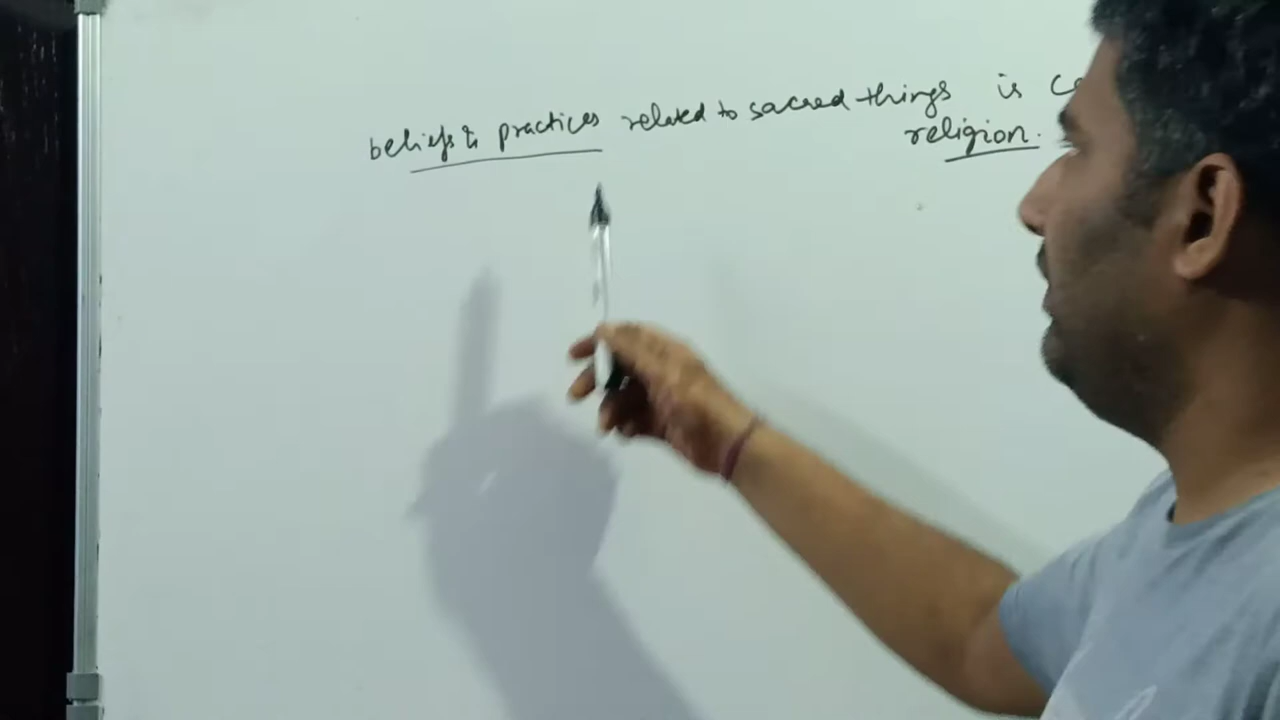 beliefs & practices related to sacred things is
religion.